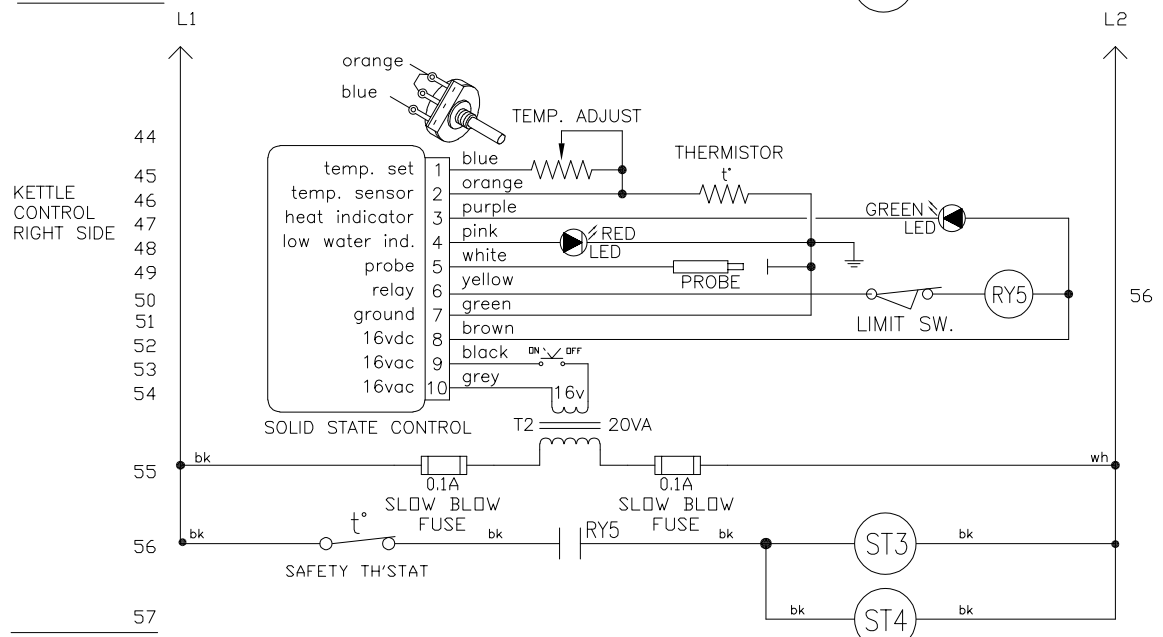 L1
L2
orange
blue
TEMP. ADJUST
44
THERMISTOR
t°
45
temp. set 1 blue
46
temp. sensor 2 orange
KETTLE
CONTROL
RIGHT SIDE
47
heat indicator 3 purple
GREEN
LED
48
low water ind. 4 pink
RED
LED
49
probe 5 white
PROBE
50
relay 6 yellow
RY5
56
LIMIT SW.
51
ground 7 green
52
16vdc 8 brown
53
16vac 9 black
ON OFF
54
16vac 10 grey
16v
SOLID STATE CONTROL
T2 20VA
55
bk
wh
0.1A
SLOW BLOW
FUSE
0.1A
SLOW BLOW
FUSE
56
bk
t°
bk
RY5
bk
ST3
bk
SAFETY TH'STAT
57
bk
ST4
bk